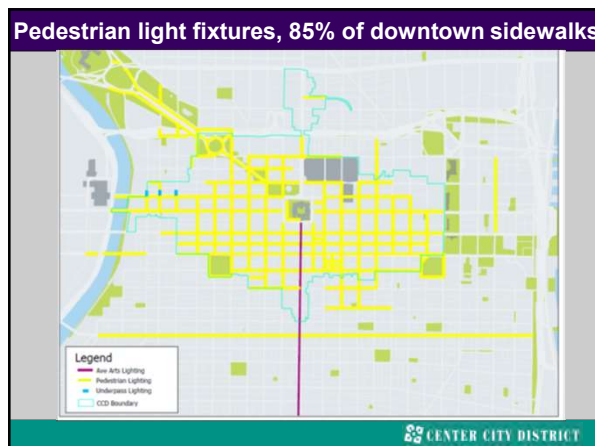 Pedestrian light fixtures, 85% of downtown sidewalks
Legend
Ave Arts Lighting
Pedestrian Lighting
Underpass Lighting
CCD Boundary
CENTER CITY DISTRICT